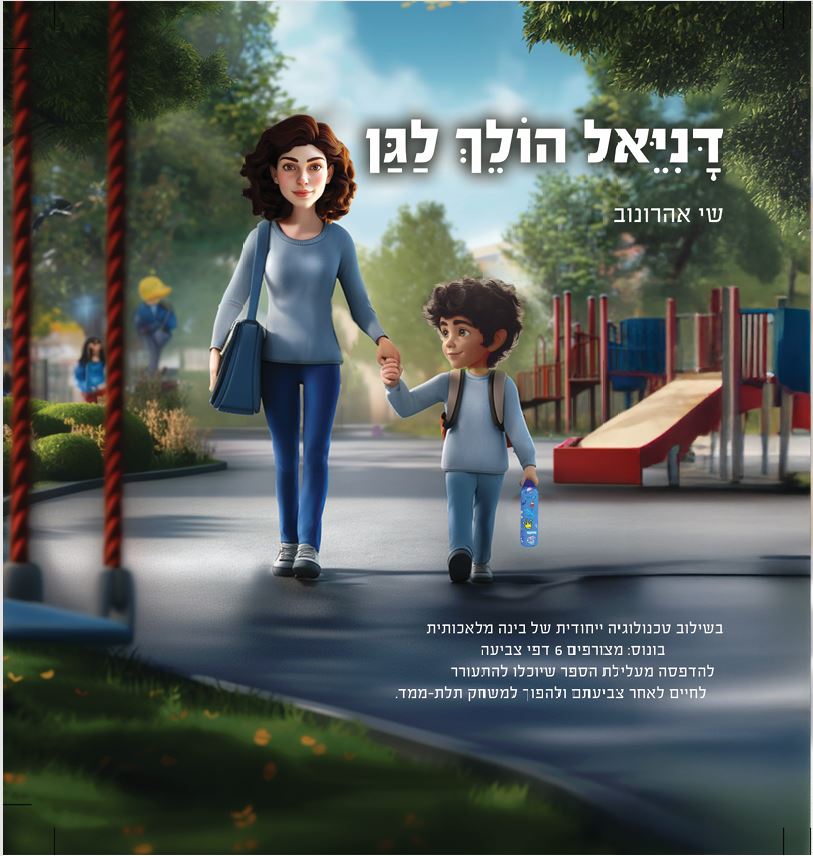 דָּנִיֵּאל הוֹלֵךְ לַגַּן
שי אהרונוב
בשילוב טכנולוגיה ייחודית של בינה מלאכותית
בונוס: מצורפים 6 דפי צביעה
להדפסה מעלילת הספר שיוכלו להתעורר
לחיים לאחר צביעתם ולהפוך למשחק תלת-ממד.